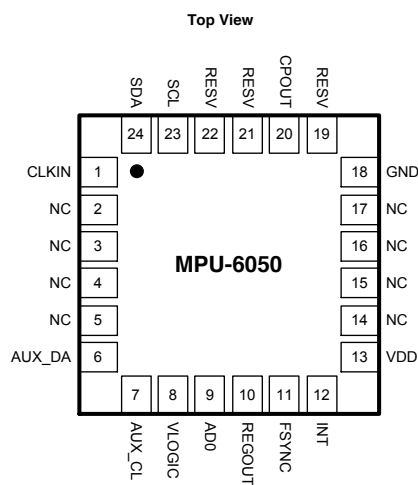 Top View
SDA
SCL
RESV
RESV
CPOUT
RESV
24
23
22
21
20
19
CLKIN
1
18
GND
NC
2
17
NC
NC
3
16
NC
MPU-6050
NC
4
15
NC
NC
5
14
NC
AUX_DA
6
13
VDD
7
8
9
10
11
12
AUX_CL
VLOGIC
AD0
REGOUT
FSYNC
INT